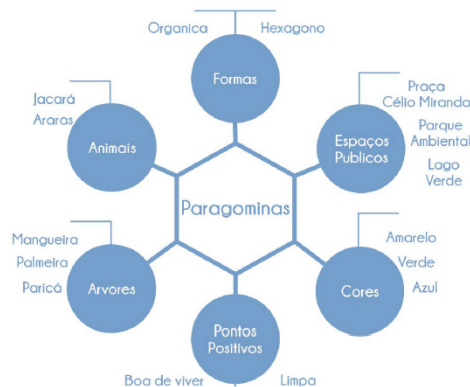 Organica
Hexagono
Formas
Jacará
Araras
Animais
Praça
Célio Miranda
Parque
Ambiental
Lago
Verde
Espaços
Publicos
Paragominas
Mangueira
Palmeira
Paricá
Arvores
Amarelo
Verde
Azul
Cores
Pontos
Positivos
Boa de viver
Limpa